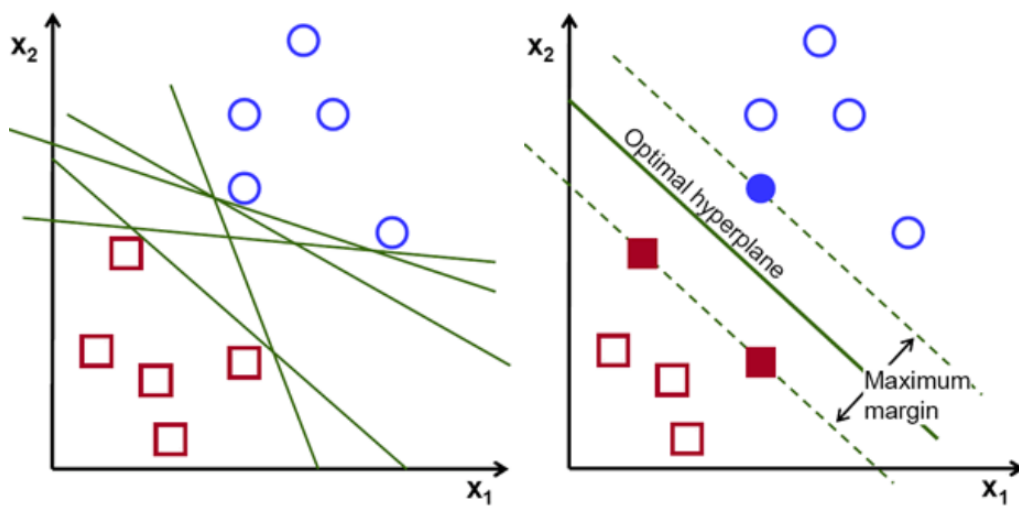 x₂
x₁
x₂
Optimal hyperplane
Maximum
margin
x₁